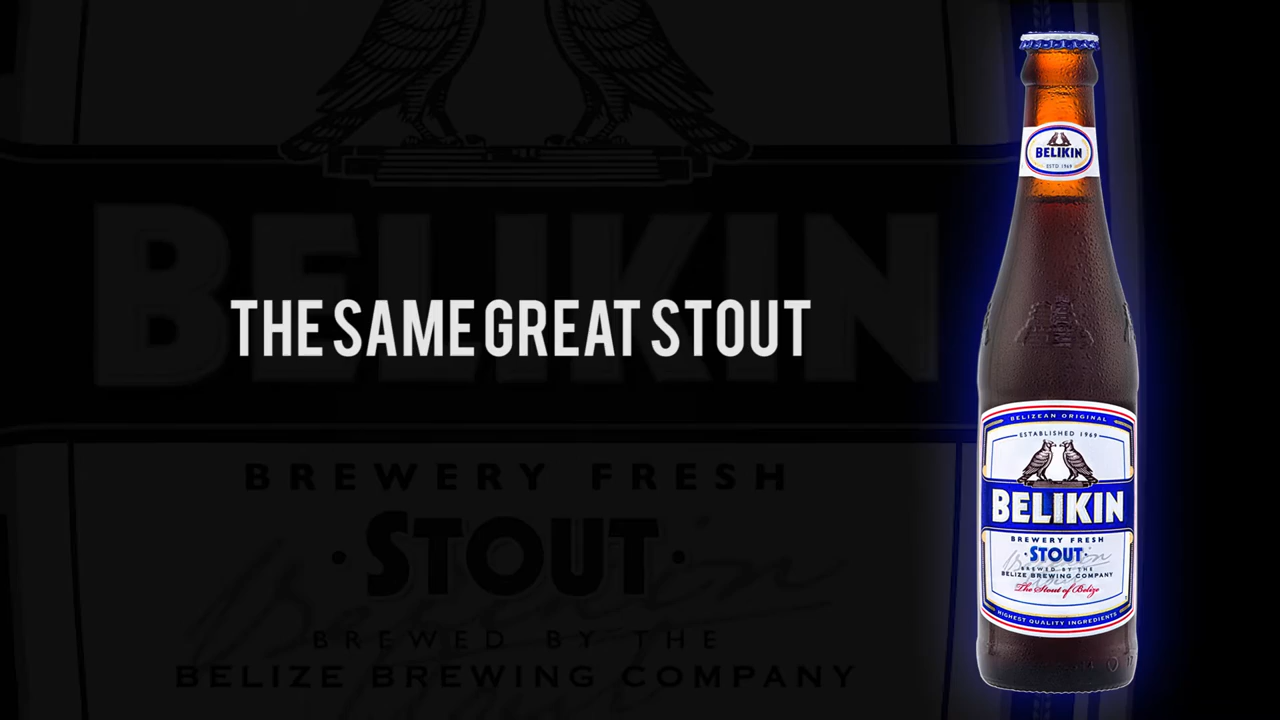 BELIKIN
THE SAME GREAT STOUT
BREWERY FRESH
·STOUT·
BREWED BY THE
BELIZE BREWING COMPANY
BELIKIN
ESTD 1969
BELIZEAN ORIGINAL
ESTABLISHED 1969
BELIKIN
BREWERY FRESH
·STOUT·
BREWED BY THE
BELIZE BREWING COMPANY
The Stout of Belize
HIGHEST QUALITY INGREDIENTS